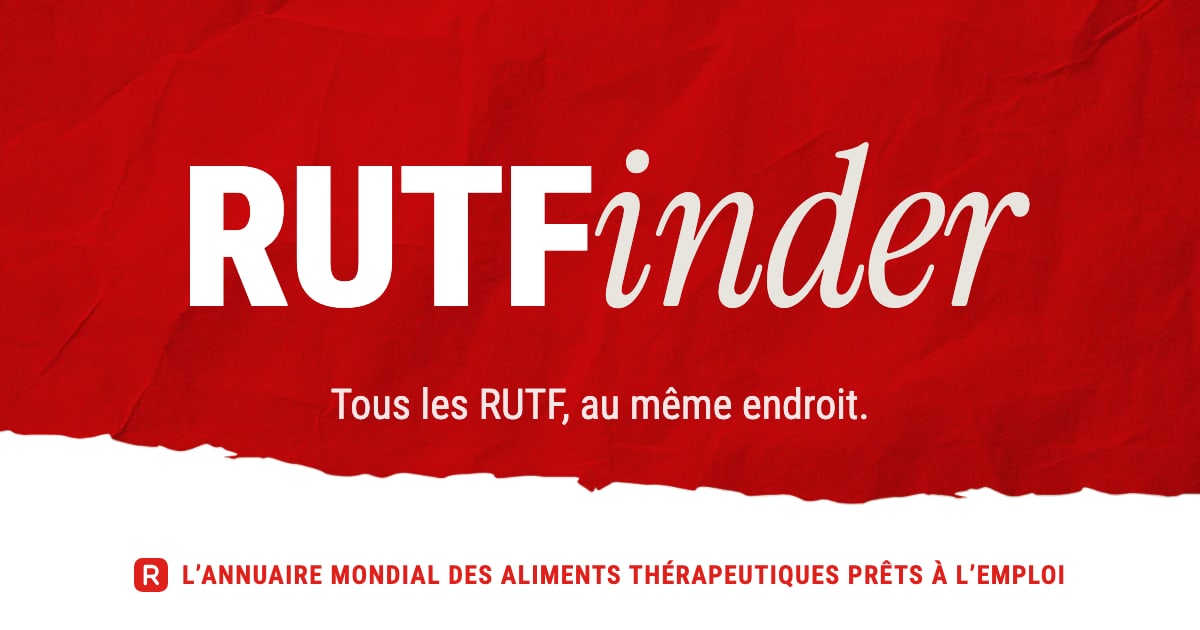 RUTFinder
Tous les RUTF, au même endroit.
R L’ANNUAIRE MONDIAL DES ALIMENTS THÉRAPEUTIQUES PRÊTS À L’EMPLOI